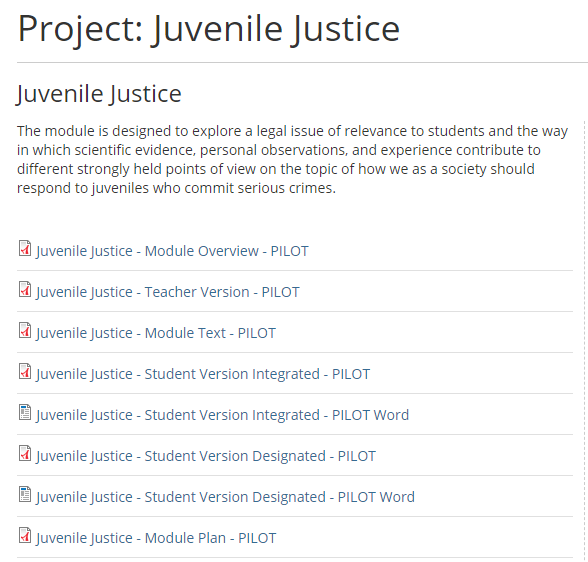 Project: Juvenile Justice
Juvenile Justice
The module is designed to explore a legal issue of relevance to students and the way
in which scientific evidence, personal observations, and experience contribute to
different strongly held points of view on the topic of how we as a society should
respond to juveniles who commit serious crimes.
Juvenile Justice - Module Overview - PILOT
Juvenile Justice - Teacher Version - PILOT
Juvenile Justice - Module Text - PILOT
Juvenile Justice - Student Version Integrated - PILOT
Juvenile Justice - Student Version Integrated - PILOT Word
Juvenile Justice - Student Version Designated - PILOT
Juvenile Justice - Student Version Designated - PILOT Word
Juvenile Justice - Module Plan - PILOT